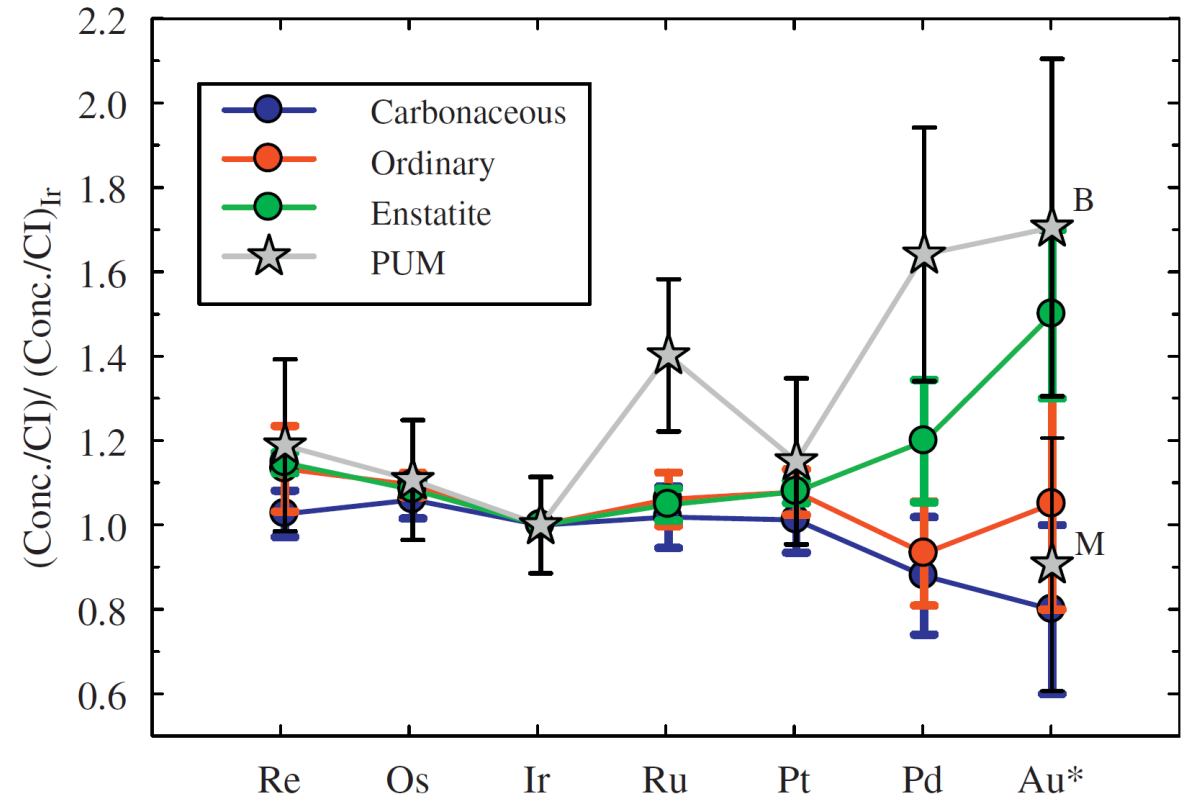 (Conc./CI)/ (Conc./CI)Ir
2.2
2.0
1.8
1.6
1.4
1.2
1.0
0.8
0.6
Carbonaceous
Ordinary
Enstatite
PUM
B
M
Re Os Ir Ru Pt Pd Au*